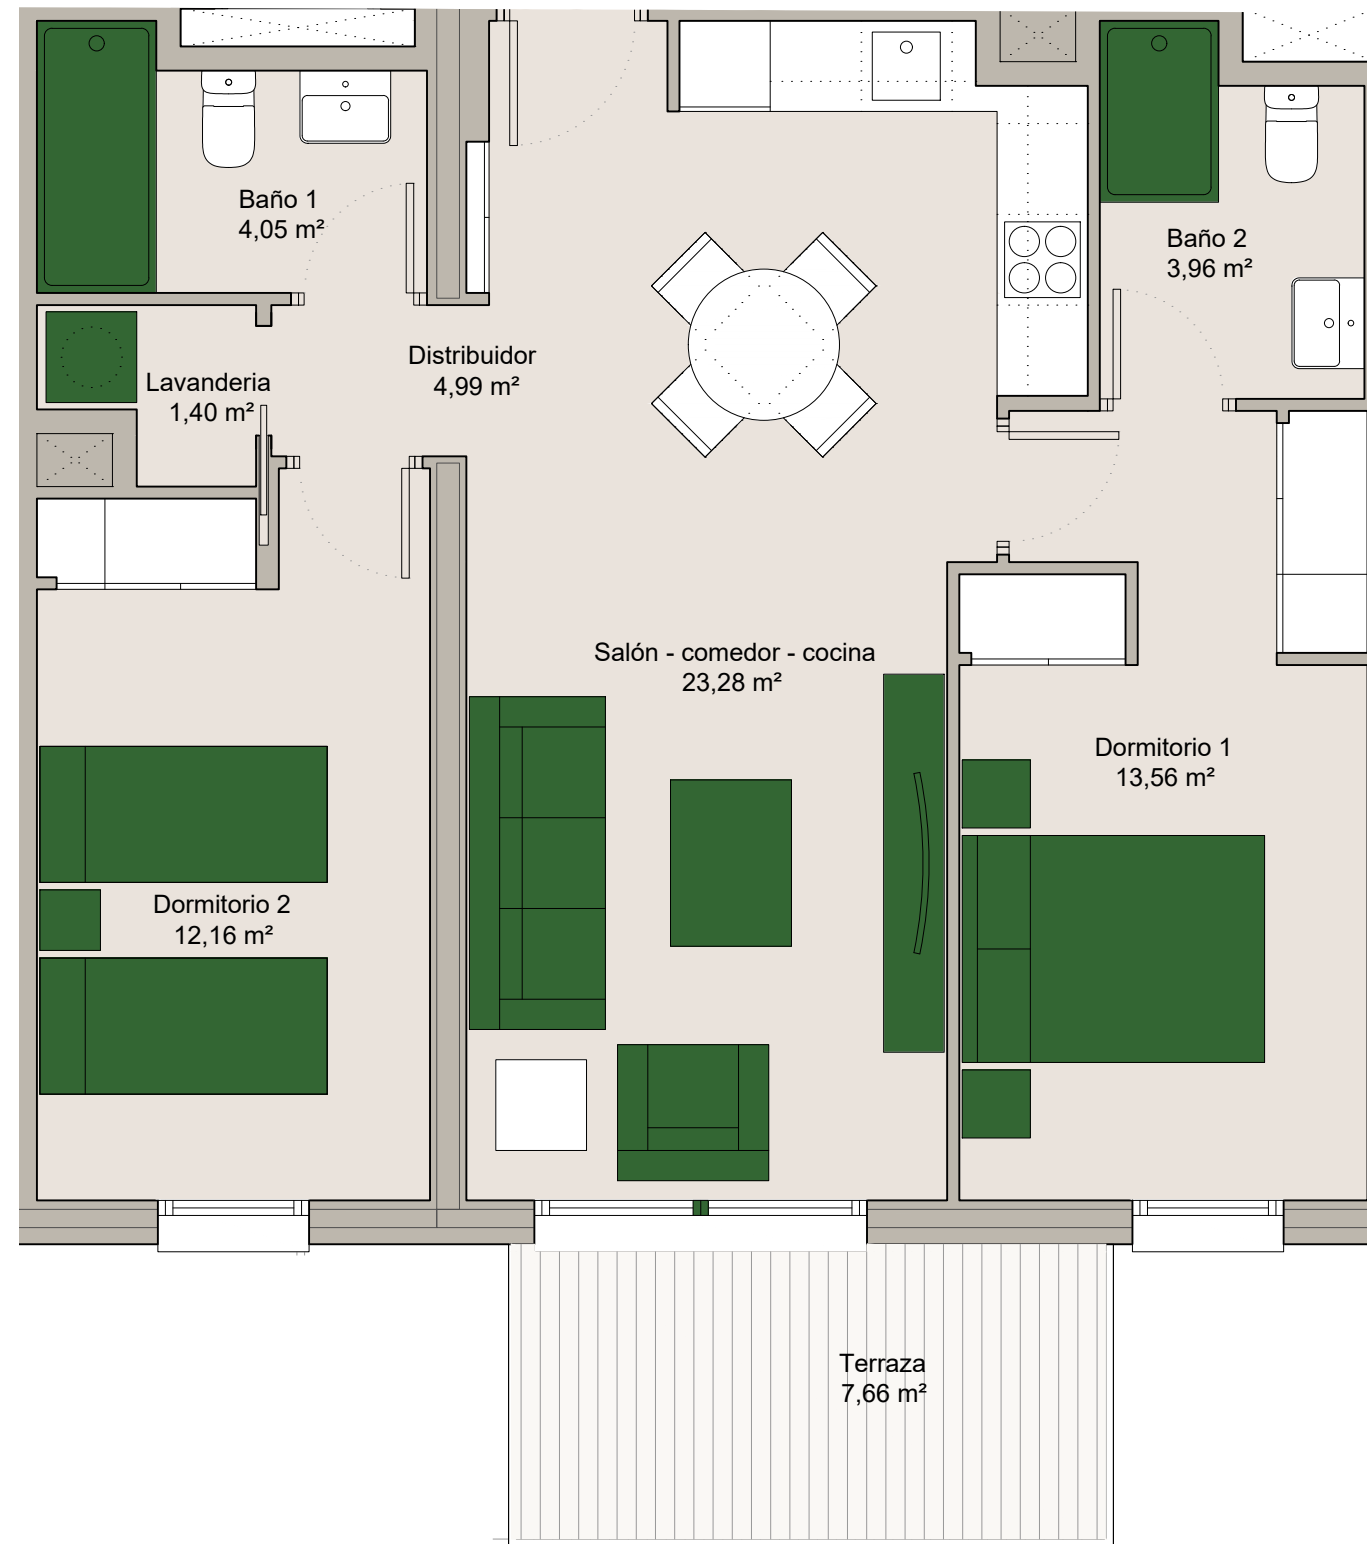 Baño 1
4,05 m²
Baño 2
3,96 m²
Distribuidor
4,99 m²
Lavanderia
1,40 m²
Salón - comedor - cocina
23,28 m²
Dormitorio 1
13,56 m²
Dormitorio 2
12,16 m²
Terraza
7,66 m²